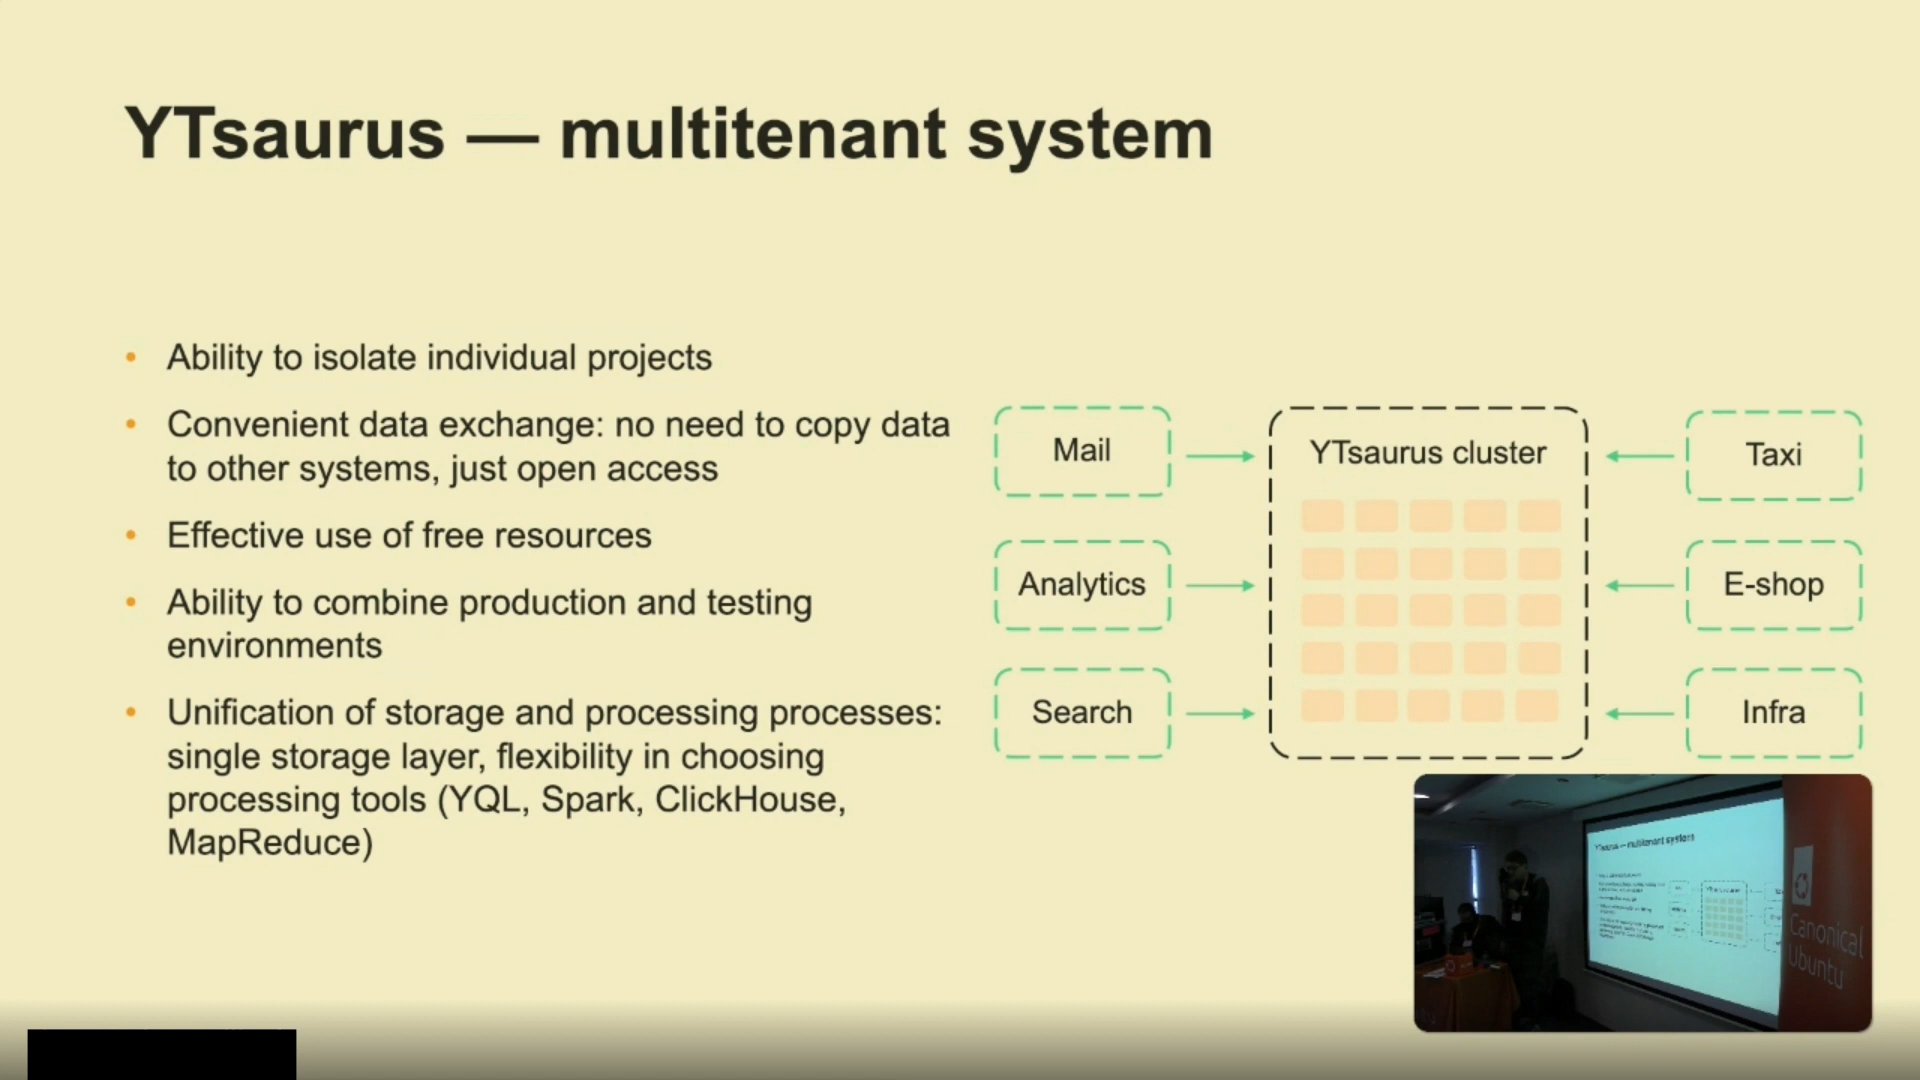 YTsaurus — multitenant system
• Ability to isolate individual projects
• Convenient data exchange: no need to copy data
to other systems, just open access
• Effective use of free resources
• Ability to combine production and testing
environments
• Unification of storage and processing processes:
single storage layer, flexibility in choosing
processing tools (YQL, Spark, ClickHouse,
MapReduce)
Mail
Analytics
Search
YTsaurus cluster
Taxi
E-shop
Infra
YTsaurus — multitenant system
Canonical
Ubuntu